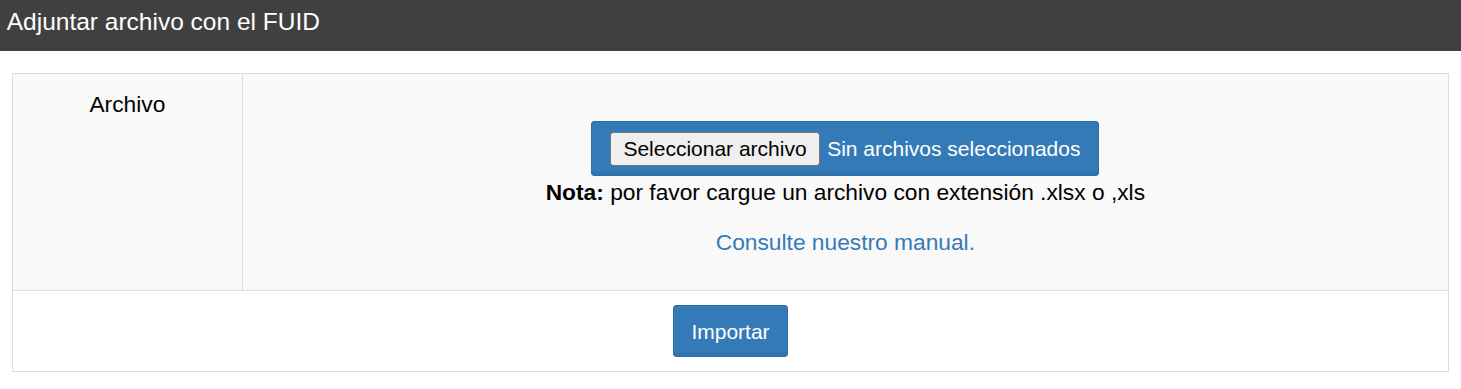 Adjuntar archivo con el FUID
Archivo
Seleccionar archivo Sin archivos seleccionados
Nota: por favor cargue un archivo con extensión .xlsx o ,xls
Consulte nuestro manual.
Importar